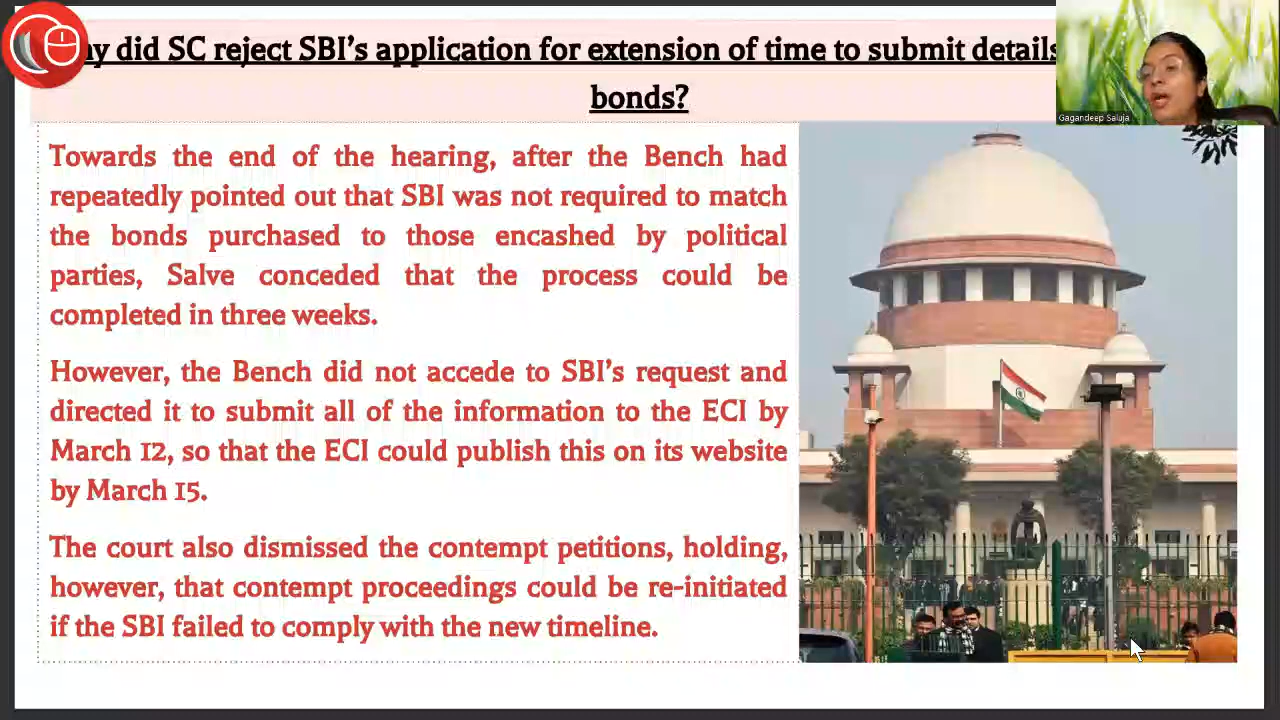 y did SC reject SBI's application for extension of time to submit details
bonds?
Gagandeep Saluja
Towards the end of the hearing, after the Bench had
repeatedly pointed out that SBI was not required to match
the bonds purchased to those encashed by political
parties, Salve conceded that the process could be
completed in three weeks.
However, the Bench did not accede to SBI's request and
directed it to submit all of the information to the ECI by
March 12, so that the ECI could publish this on its website
by March 15.
The court also dismissed the contempt petitions, holding,
however, that contempt proceedings could be re-initiated
if the SBI failed to comply with the new timeline.